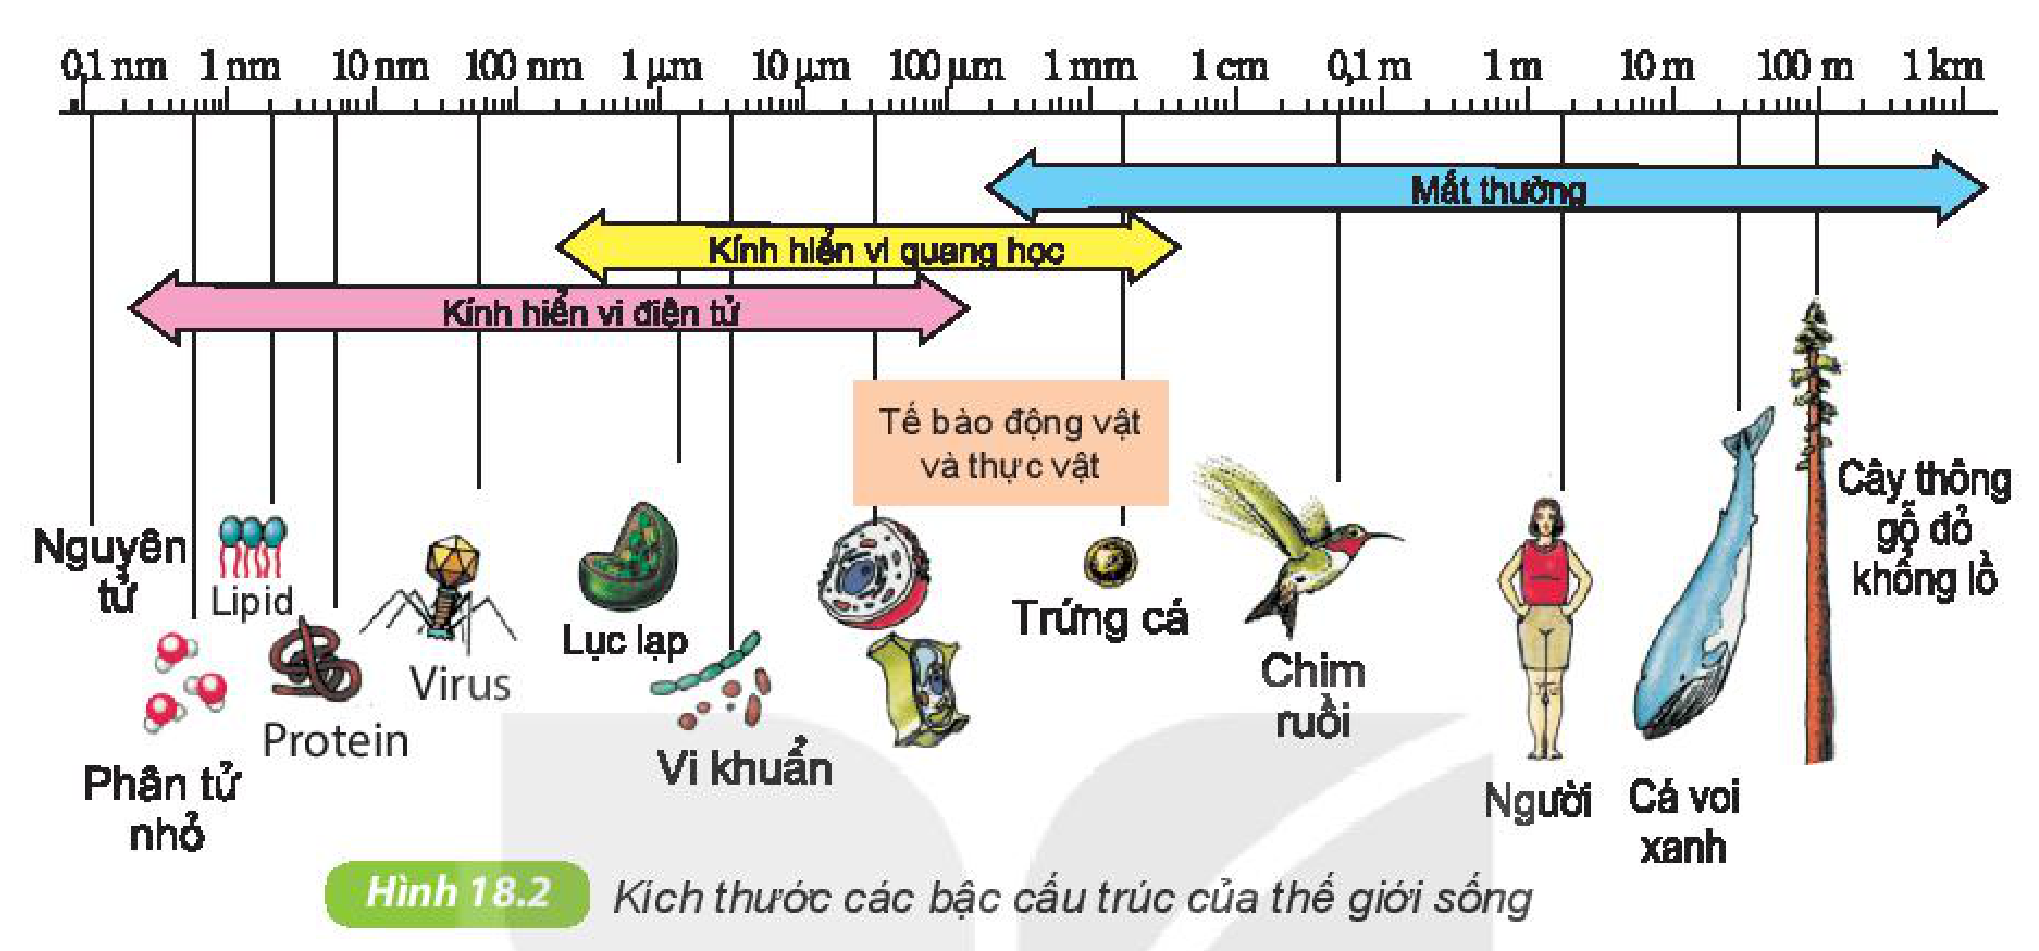 0,1 nm 1 nm 10 nm 100 nm 1 µm 10 µm 100 µm 1 mm 1 cm 0,1 m 1 m 10 m 100 m 1 km
Mắt thường
Kính hiển vi quang học
Kính hiển vi điện tử
Tế bào động vật
và thực vật
Nguyên
tử
Lipid
Phân tử
nhỏ
Protein
Virus
Lục lạp
Vi khuẩn
Trứng cá
Chim
ruồi
Người
Cá voi
xanh
Cây thông
gỗ đỏ
khổng lồ
Hình 18.2 Kích thước các bậc cấu trúc của thế giới sống